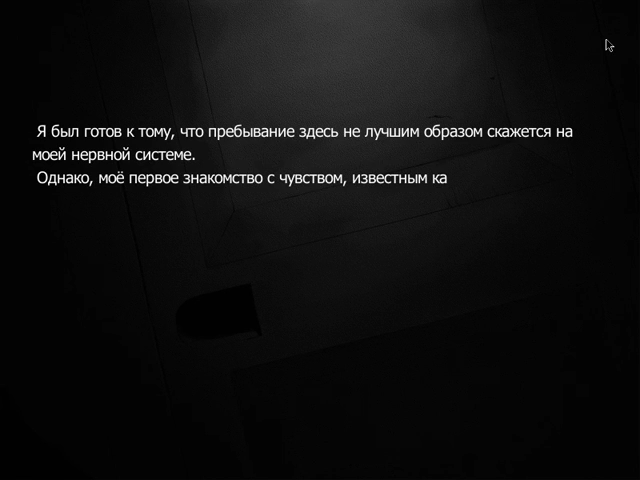 Я был готов к тому, что пребывание здесь не лучшим образом скажется на
моей нервной системе.
Однако, моё первое знакомство с чувством, известным ка